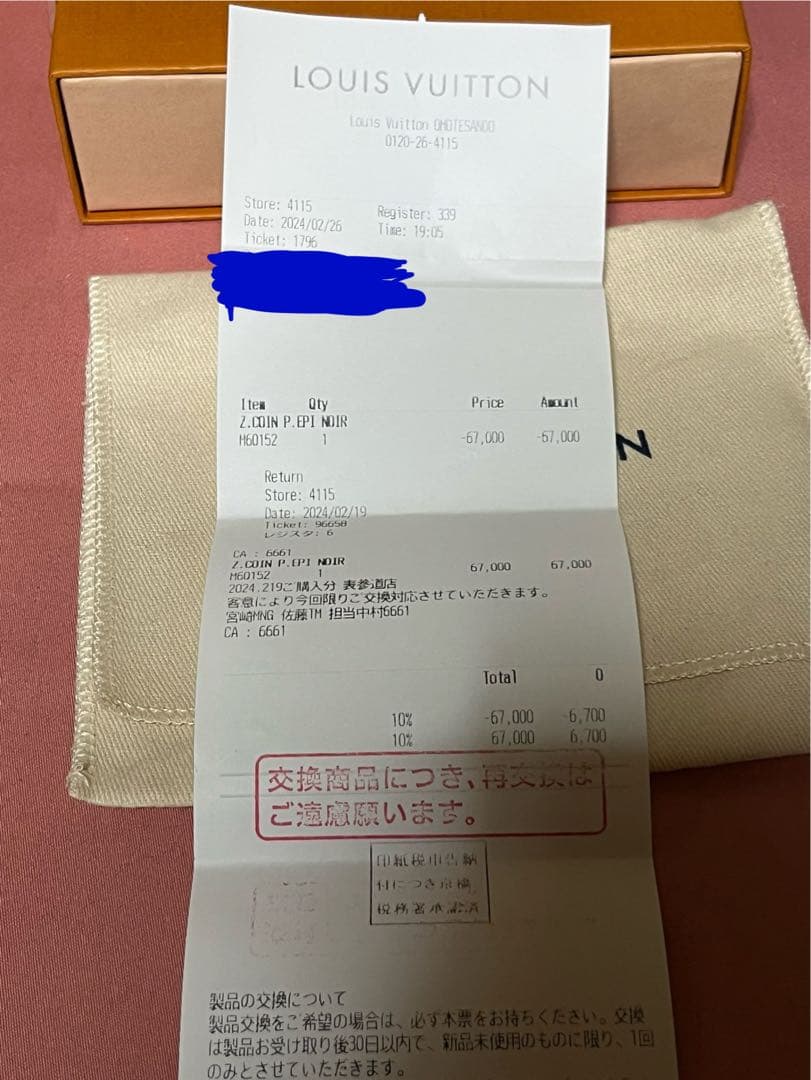 LOUIS VUITTON
Louis Vuitton OMOTESANDO
0120-26-4115
Store: 4115 Register: 339
Date: 2024/02/26 Time: 19:05
Ticket: 1796
Item Qty Price Amount
Z.COIN P.EPI NOIR
M60152 1 -67,000 -67,000
Return
Store: 4115
Date: 2024/02/19
Ticket: 96658
レジスタ: 6
CA : 6661
Z.COIN P.EPI NOIR
M60152 1 67,000 67,000
2024.219ご購入分 表参道店
客意により今回限りご交換対応させていただきます。
宮崎MNG 佐藤TM 担当中村6661
CA : 6661
Total 0
10% -67,000 -6,700
10% 67,000 6,700
交換商品につき、再交換は
ご遠慮願います。
印紙税申告納
付につき京橋
税務署承認済
製品の交換について
製品交換をご希望の場合は、必ず本票をお持ちください。交換
は製品お受け取り後30日以内で、新品未使用のものに限り、1回
のみとさせていただきます。
N